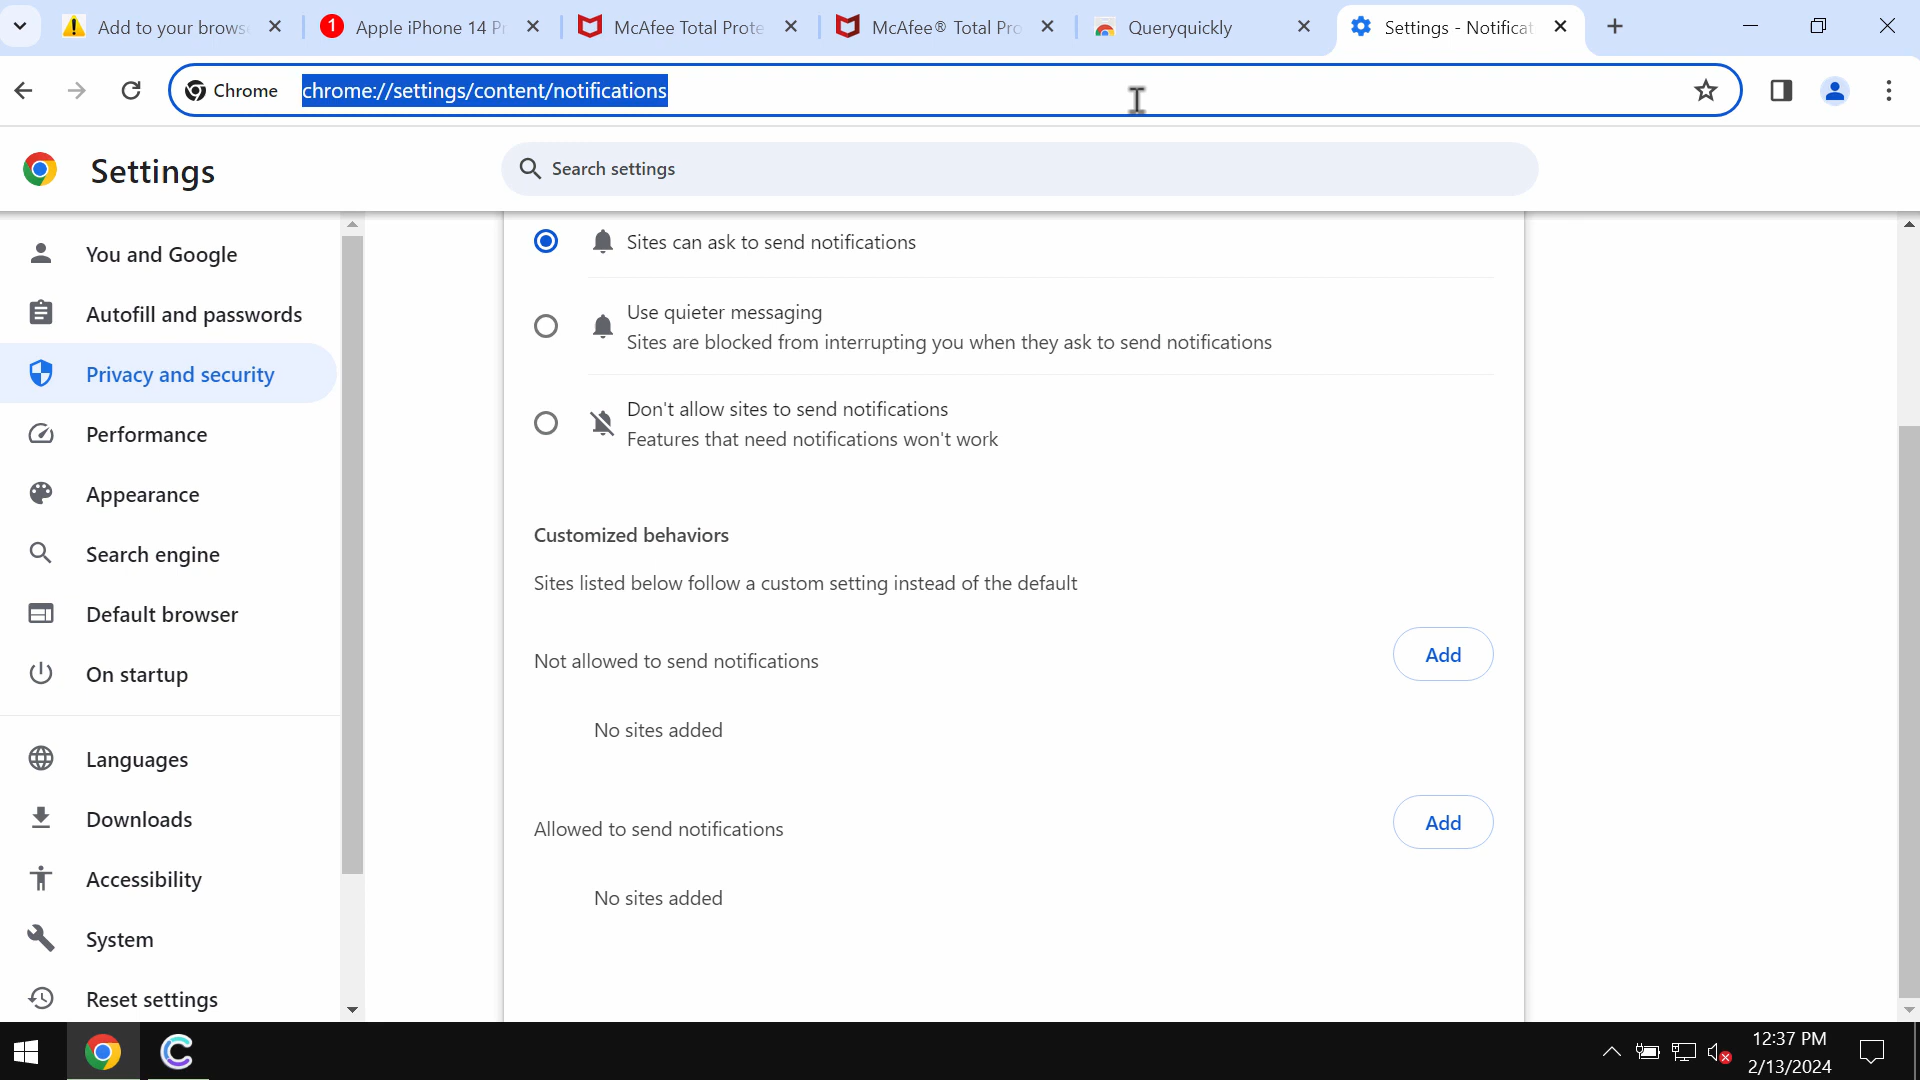 Add to your brows
1 Apple iPhone 14 Pr
McAfee Total Prote
McAfee® Total Pro
Queryquickly
Settings - Notificat
Chrome
chrome://settings/content/notifications
Settings
Search settings
You and Google
Autofill and passwords
Privacy and security
Performance
Appearance
Search engine
Default browser
On startup
Languages
Downloads
Accessibility
System
Reset settings
Sites can ask to send notifications
Use quieter messaging
Sites are blocked from interrupting you when they ask to send notifications
Don't allow sites to send notifications
Features that need notifications won't work
Customized behaviors
Sites listed below follow a custom setting instead of the default
Not allowed to send notifications
Add
No sites added
Allowed to send notifications
Add
No sites added
12:37 PM
2/13/2024